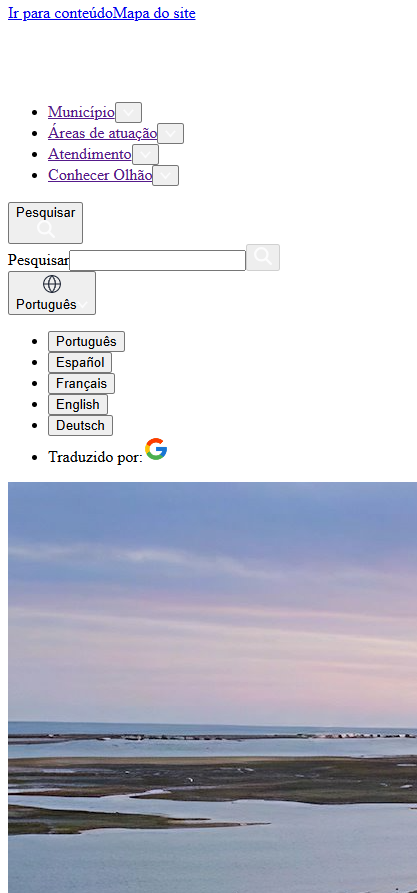 Ir para conteúdoMapa do site
Município
Áreas de atuação
Atendimento
Conhecer Olhão
Pesquisar
Pesquisar
Português
Português
Español
Français
English
Deutsch
Traduzido por: